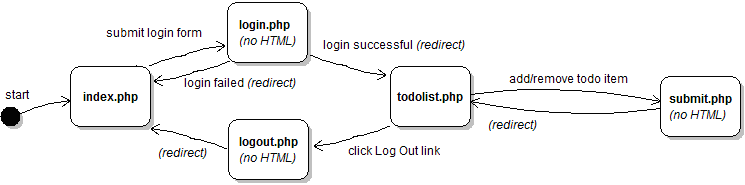 login.php
(no HTML)
submit login form
login successful (redirect)
login failed (redirect)
start
index.php
todolist.php
add/remove todo item
submit.php
(no HTML)
(redirect)
logout.php
(no HTML)
(redirect)
click Log Out link